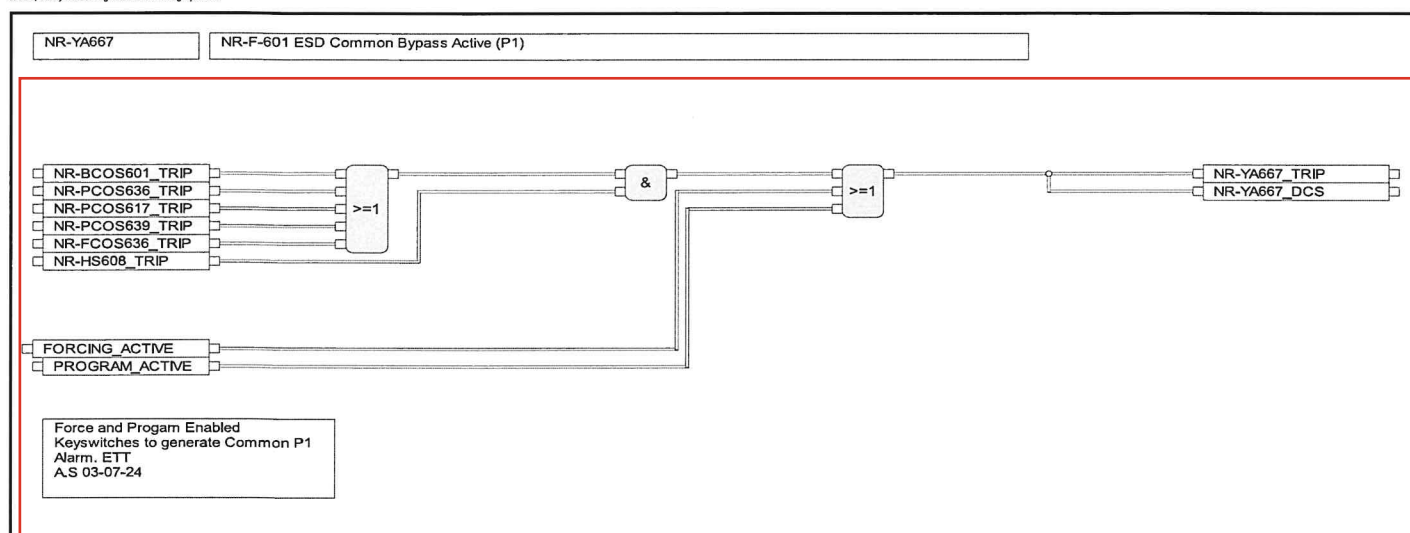 NR-YA667
NR-F-601 ESD Common Bypass Active (P1)
NR-BCOS601_TRIP
NR-PCOS636_TRIP
NR-PCOS617_TRIP
NR-PCOS639_TRIP
NR-FCOS636_TRIP
NR-HS608_TRIP
>=1
&
>=1
NR-YA667_TRIP
NR-YA667_DCS
FORCING_ACTIVE
PROGRAM_ACTIVE
Force and Progam Enabled
Keyswitches to generate Common P1
Alarm. ETT
A.S 03-07-24